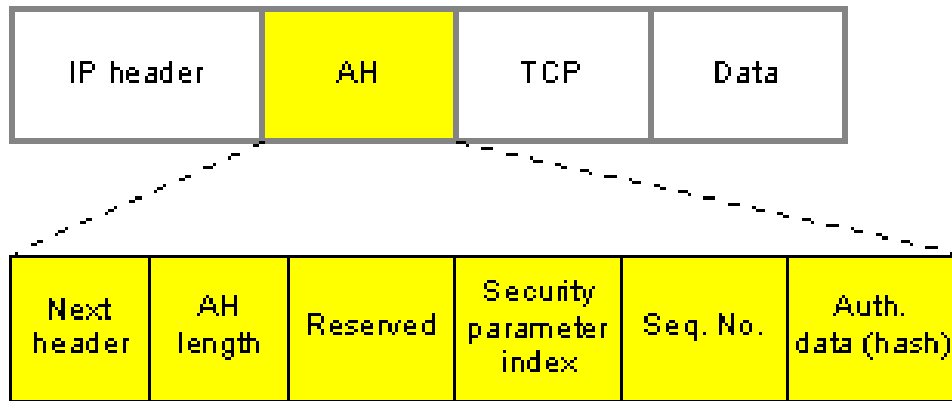 IP header
AH
TCP
Data
Next
header
AH
length
Reserved
Security
parameter
index
Seq. No.
Auth.
data (hash)